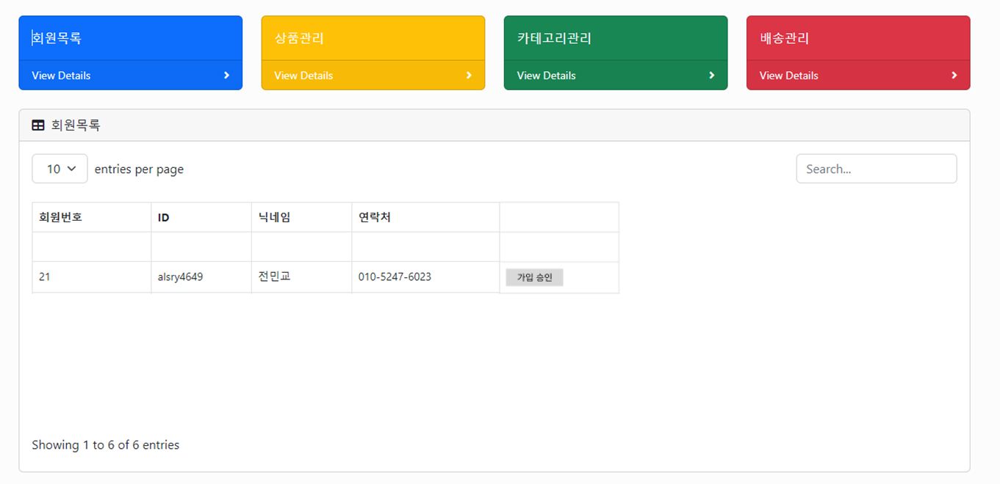 회원목록 상품관리 카테고리관리 배송관리
View Details View Details View Details View Details
회원목록
10 entries per page Search...
회원번호 ID 닉네임 연락처
21 alsry4649 전민교 010-5247-6023 가입 승인
Showing 1 to 6 of 6 entries